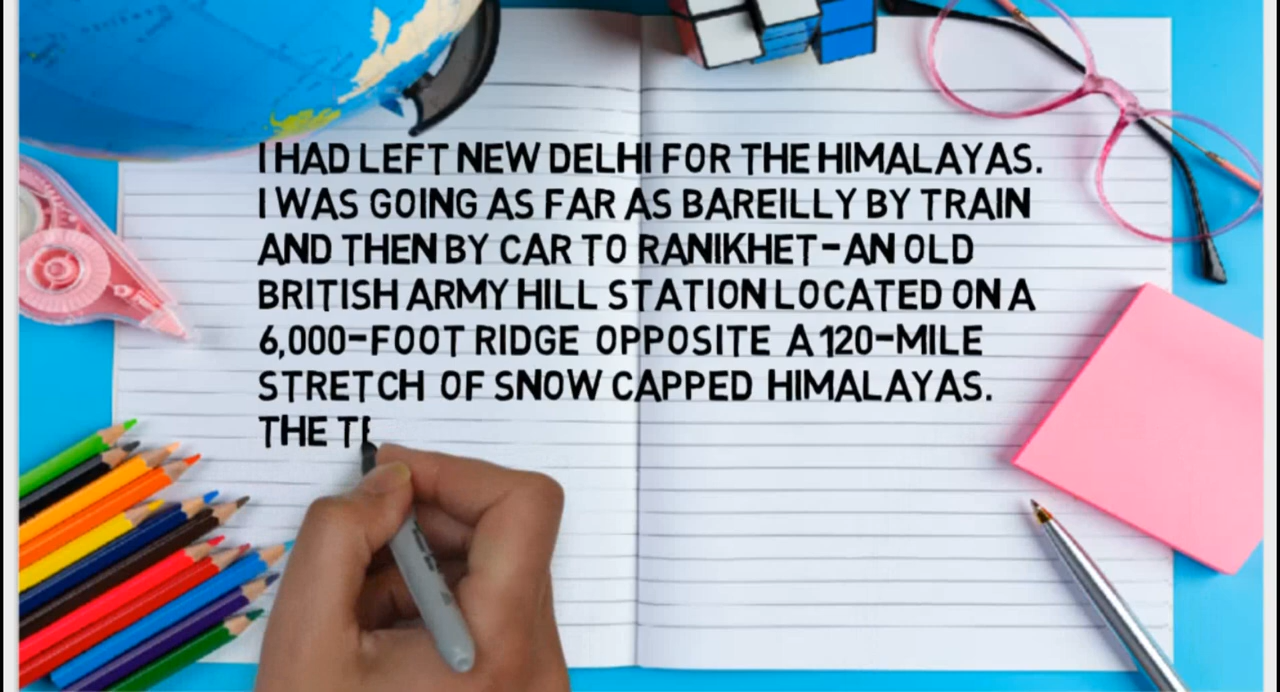 I HAD LEFT NEW DELHI FOR THE HIMALAYAS.
I WAS GOING AS FAR AS BAREILLY BY TRAIN
AND THEN BY CAR TO RANIKHET-AN OLD
BRITISH ARMY HILL STATION LOCATED ON A
6,000-FOOT RIDGE OPPOSITE A 120-MILE
STRETCH OF SNOW CAPPED HIMALAYAS.
THE